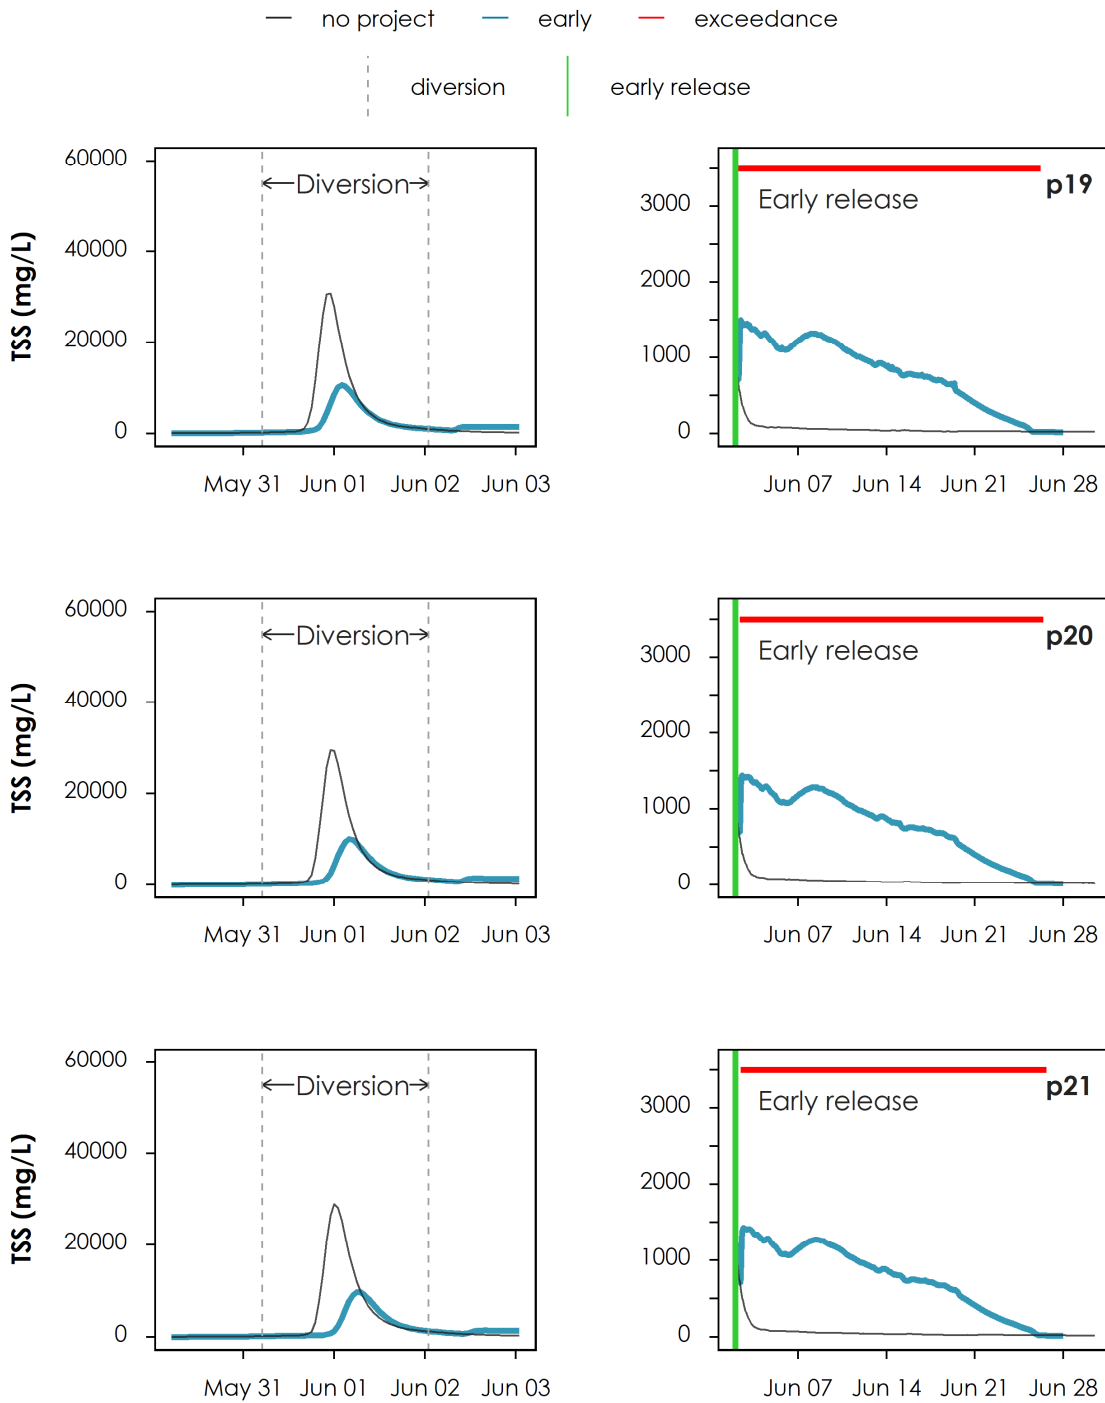 no project early exceedance
diversion early release
TSS (mg/L)
60000
40000
20000
0
Diversion
May 31 Jun 01 Jun 02 Jun 03
3000
2000
1000
0
Early release
p19
Jun 07 Jun 14 Jun 21 Jun 28
TSS (mg/L)
60000
40000
20000
0
Diversion
May 31 Jun 01 Jun 02 Jun 03
3000
2000
1000
0
Early release
p20
Jun 07 Jun 14 Jun 21 Jun 28
TSS (mg/L)
60000
40000
20000
0
Diversion
May 31 Jun 01 Jun 02 Jun 03
3000
2000
1000
0
Early release
p21
Jun 07 Jun 14 Jun 21 Jun 28